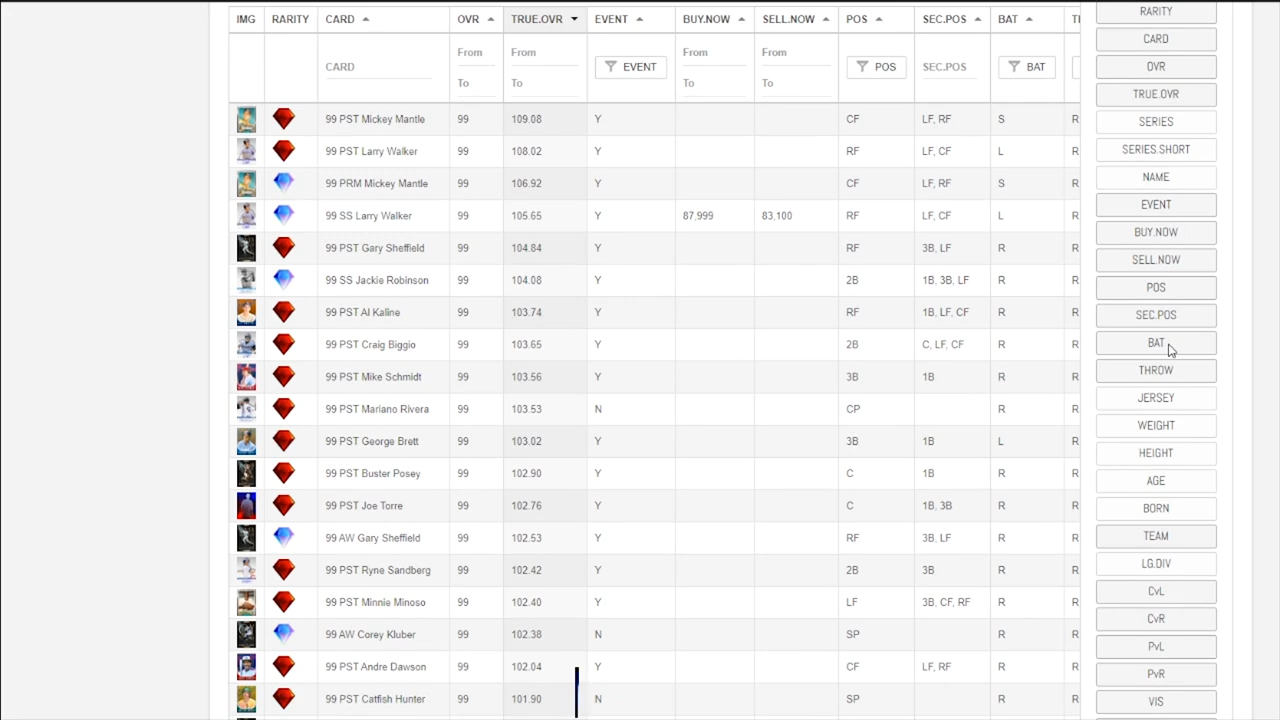 IMG RARITY CARD OVR TRUE.OVR EVENT BUY.NOW SELL.NOW POS SEC.POS BAT
From From From From
CARD EVENT POS SEC.POS BAT
To To To To
99 PST Mickey Mantle 99 109.08 Y CF LF, RF S R
99 PST Larry Walker 99 108.02 Y RF LF, CF L R
99 PRM Mickey Mantle 99 106.92 Y CF LF, RF S R
99 SS Larry Walker 99 105.65 Y 87,999 83,100 RF LF, CF L R
99 PST Gary Sheffield 99 104.84 Y RF 3B, LF R R
99 SS Jackie Robinson 99 104.08 Y 2B 1B, 3B, LF R R
99 PST Al Kaline 99 103.74 Y RF 1B, LF, CF R R
99 PST Craig Biggio 99 103.65 Y 2B C, LF, CF R R
99 PST Mike Schmidt 99 103.56 Y 3B 1B R R
99 PST Mariano Rivera 99 103.53 N CP R R
99 PST George Brett 99 103.02 Y 3B 1B L R
99 PST Buster Posey 99 102.90 Y C 1B R R
99 PST Joe Torre 99 102.76 Y C 1B, 3B R R
99 AW Gary Sheffield 99 102.53 Y RF 3B, LF R R
99 PST Ryne Sandberg 99 102.42 Y 2B 3B R R
99 PST Minnie Minoso 99 102.40 Y LF 3B, CF, RF R R
99 AW Corey Kluber 99 102.38 N SP R R
99 PST Andre Dawson 99 102.04 Y CF LF, RF R R
99 PST Catfish Hunter 99 101.90 N SP R R
RARITY
CARD
OVR
TRUE.OVR
SERIES
SERIES.SHORT
NAME
EVENT
BUY.NOW
SELL.NOW
POS
SEC.POS
BAT
THROW
JERSEY
WEIGHT
HEIGHT
AGE
BORN
TEAM
LG.DIV
CvL
CvR
PvL
PvR
VIS